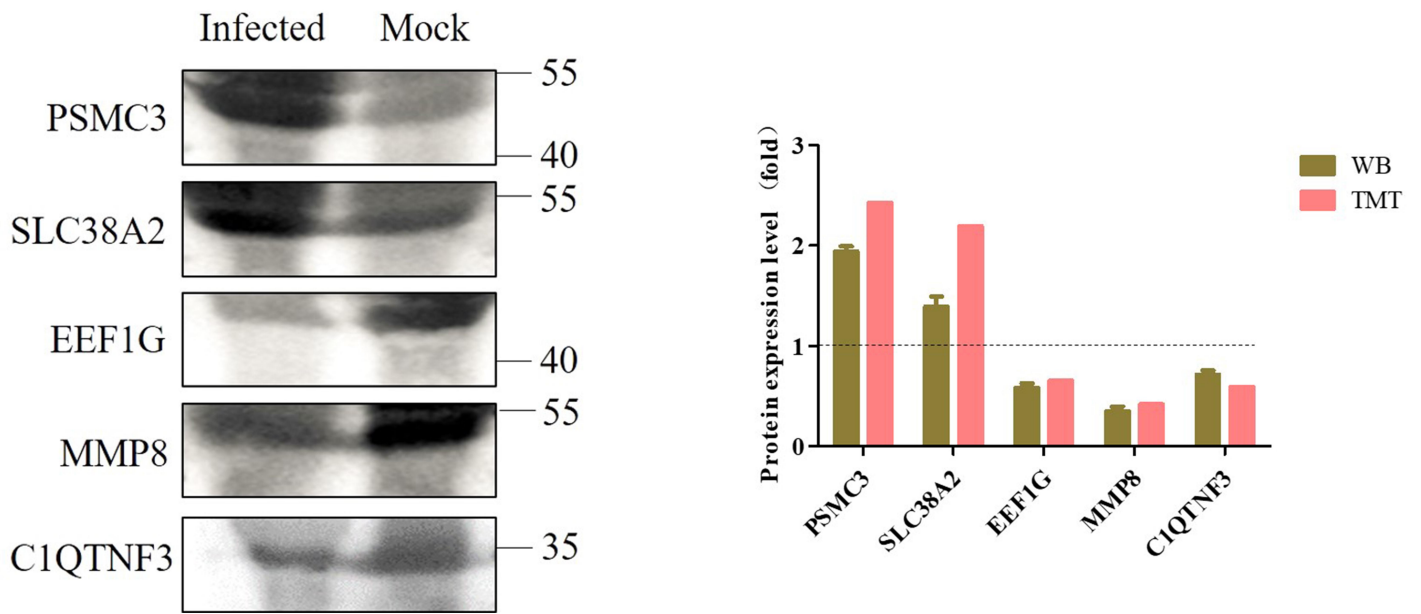 Infected Mock
PSMC3
55
40
SLC38A2
55
EEF1G
40
MMP8
55
C1QTNF3
35
Protein expression level (fold)
3
2
1
0
PSMC3
SLC38A2
EEF1G
MMP8
C1QTNF3
WB
TMT